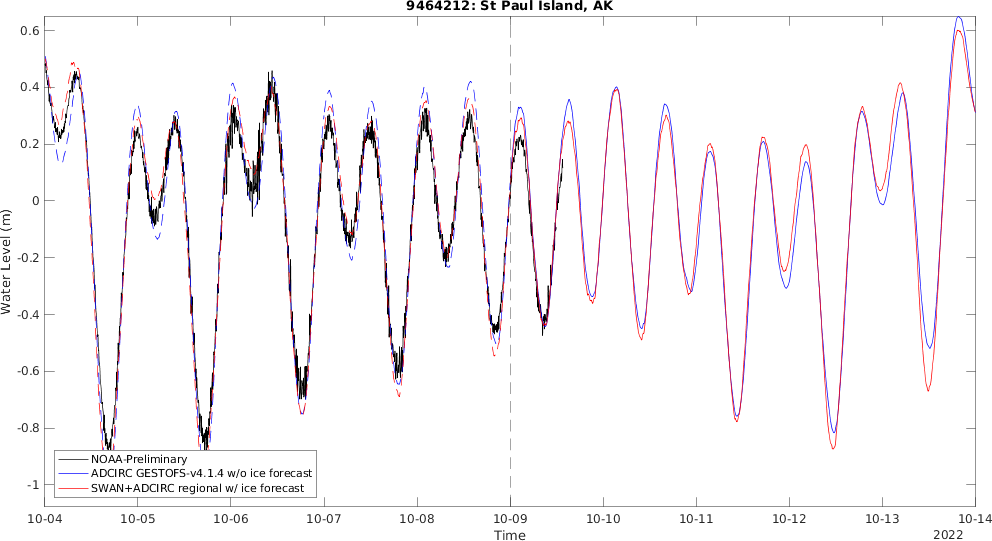 9464212: St Paul Island, AK
0.6
0.4
0.2
0
-0.2
-0.4
-0.6
-0.8
-1
Water Level (m)
NOAA-Preliminary
ADCIRC GESTOFS-v4.1.4 w/o ice forecast
SWAN+ADCIRC regional w/ ice forecast
10-04 10-05 10-06 10-07 10-08 10-09 10-10 10-11 10-12 10-13 10-14
Time
2022